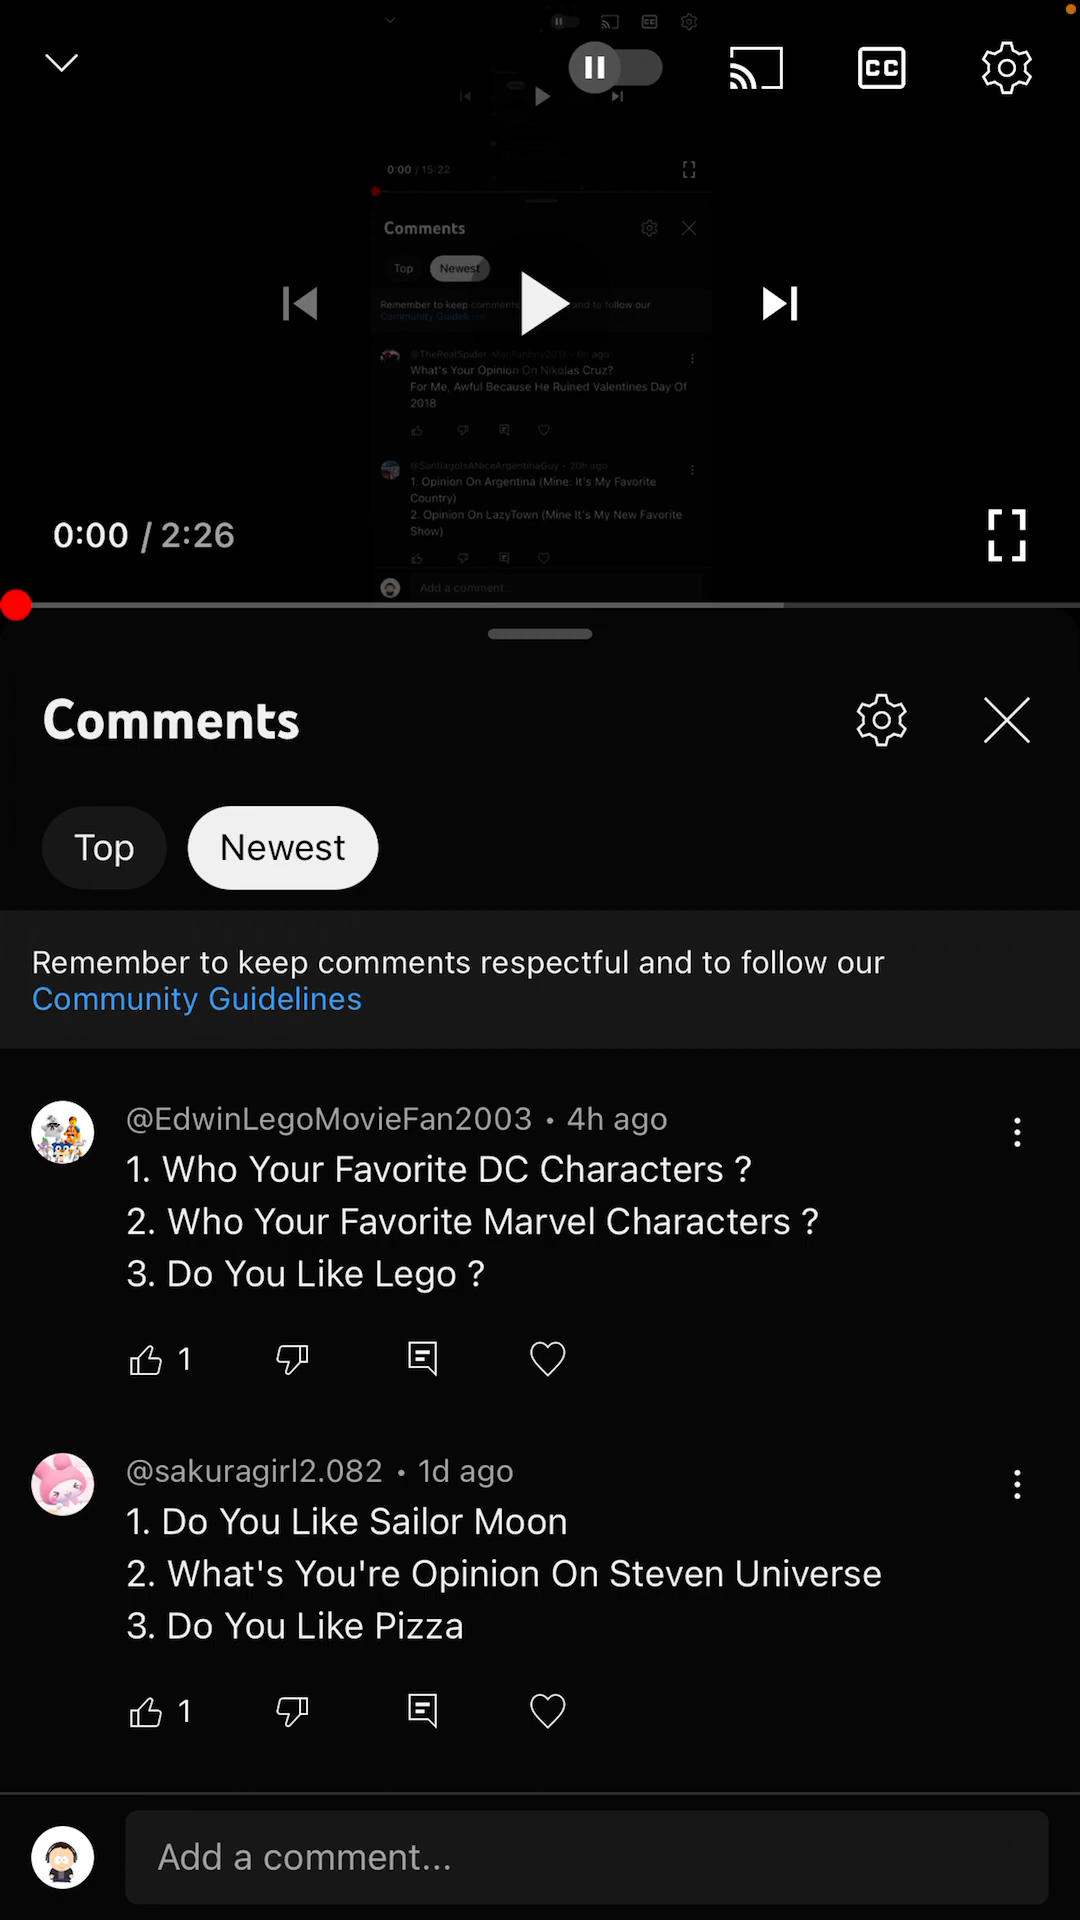 CC
0:00 / 15:22
Comments
Top
Newest
Remember to keep comments and to follow our
Community Guidelines
@TheRealSpider-ManFanboy2011 • 6h ago
What's Your Opinion On Nikolas Cruz?
For Me, Awful Because He Ruined Valentines Day Of
2018
@SantiagoIsANiceArgentinaGuy • 20h ago
1. Opinion On Argentina (Mine: It's My Favorite
Country)
2. Opinion On LazyTown (Mine It's My New Favorite
Show)
Add a comment...
0:00 / 2:26
Comments
Top
Newest
Remember to keep comments respectful and to follow our
Community Guidelines
@EdwinLegoMovieFan2003 • 4h ago
1. Who Your Favorite DC Characters ?
2. Who Your Favorite Marvel Characters ?
3. Do You Like Lego ?
1
@sakuragirl2.082 • 1d ago
1. Do You Like Sailor Moon
2. What's You're Opinion On Steven Universe
3. Do You Like Pizza
1
Add a comment...